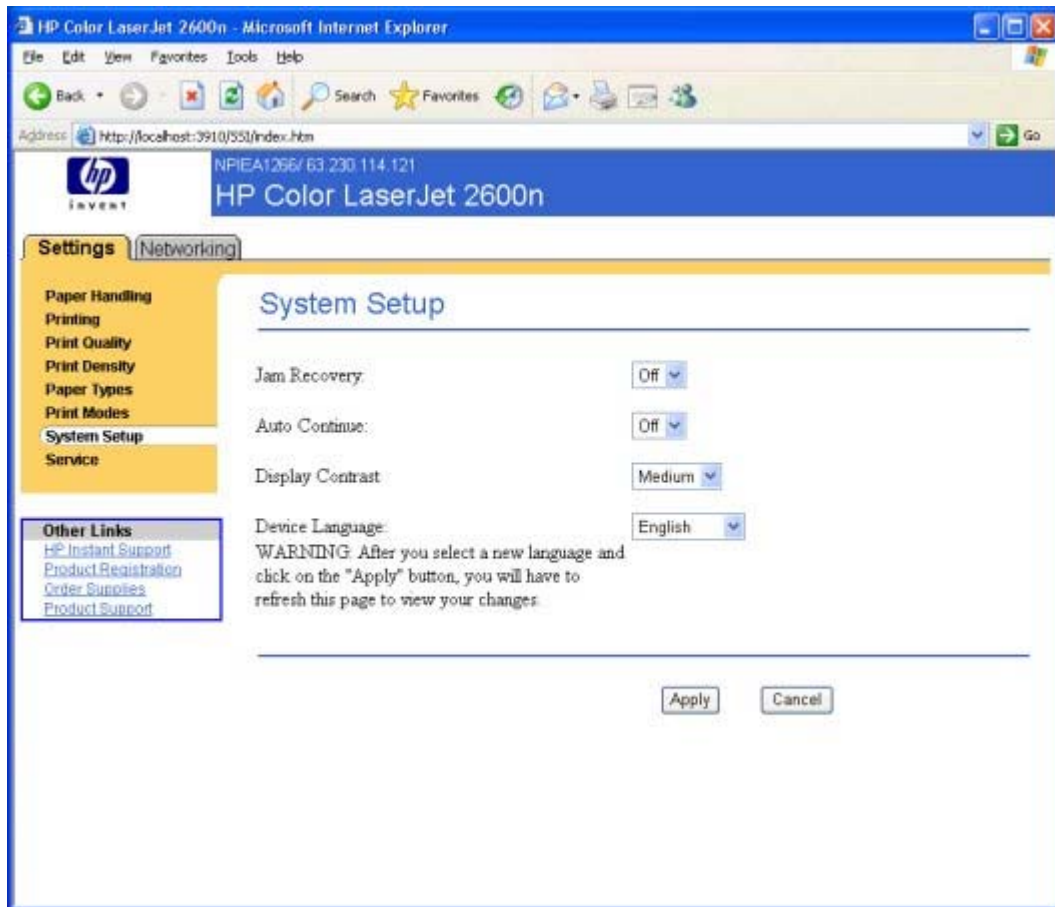 HP Color LaserJet 2600n - Microsoft Internet Explorer
File Edit View Favorites Tools Help
Back Search Favorites
Address http://localhost:3910/551/index.htm Go
hp
invent
NPIEA1266/ 63.230.114.121
HP Color LaserJet 2600n
Settings Networking
Paper Handling
Printing
Print Quality
Print Density
Paper Types
Print Modes
System Setup
Service
Other Links
HP Instant Support
Product Registration
Order Supplies
Product Support
System Setup
Jam Recovery: Off
Auto Continue: Off
Display Contrast Medium
Device Language: English
WARNING: After you select a new language and
click on the "Apply" button, you will have to
refresh this page to view your changes.
Apply Cancel